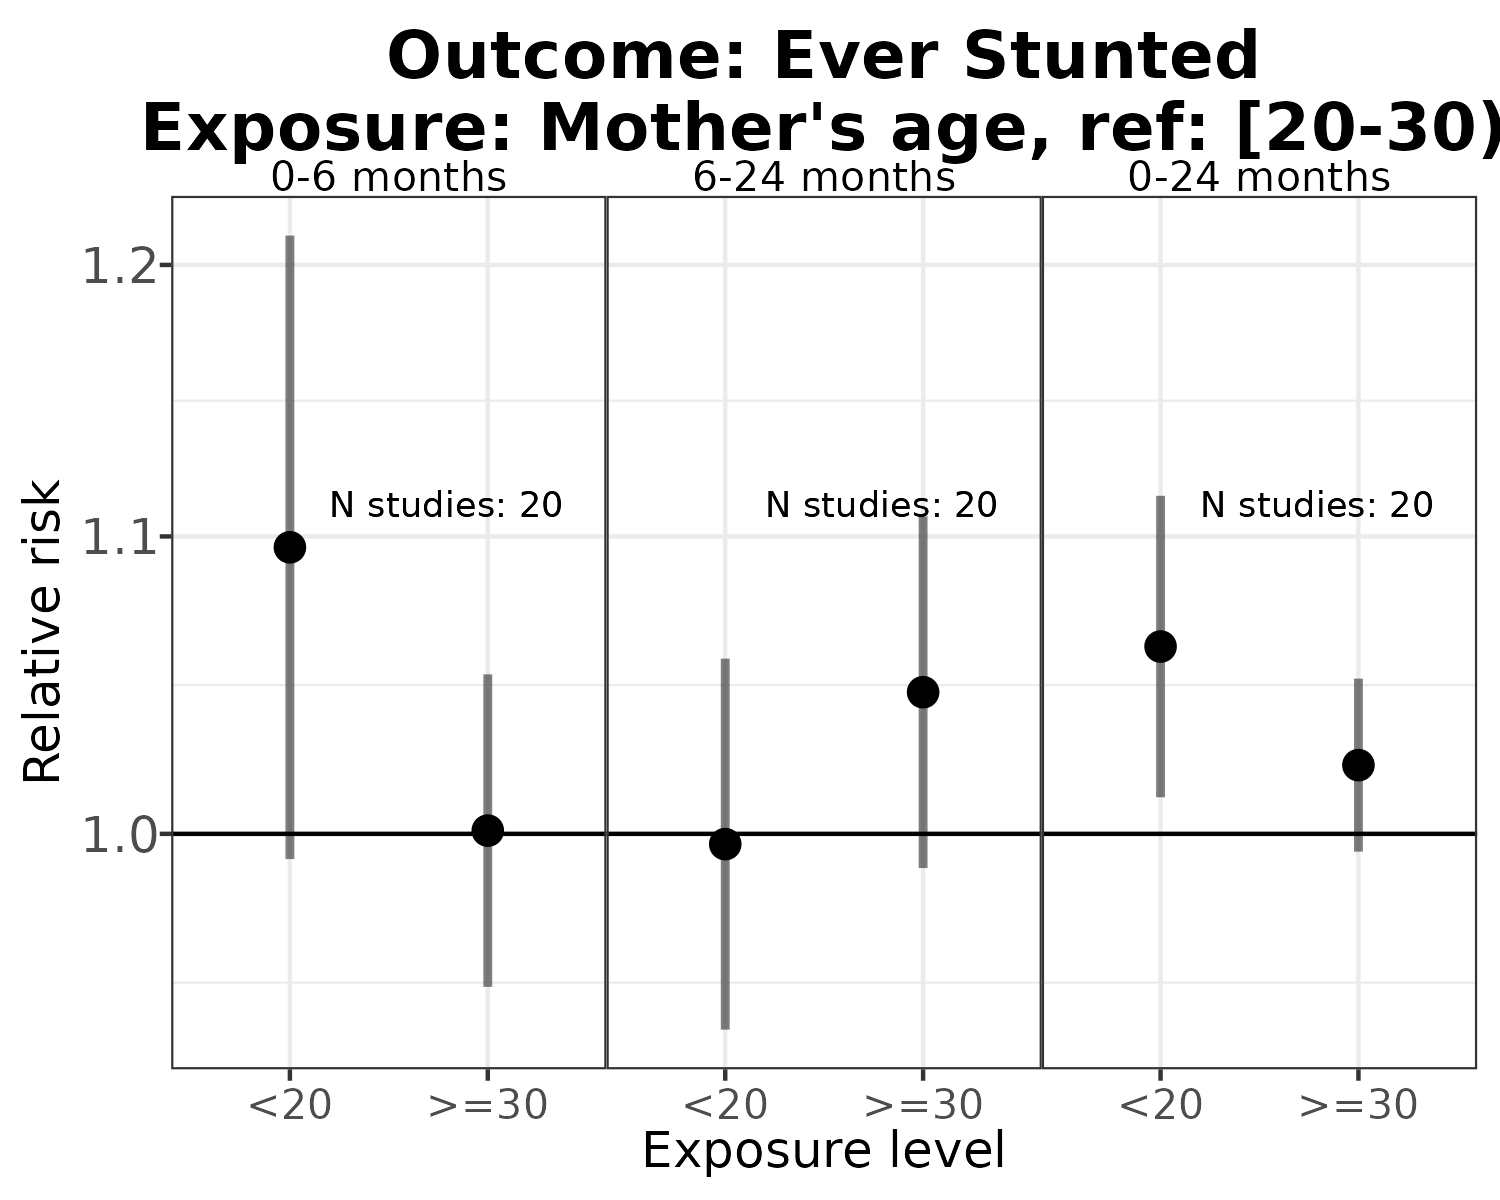 Outcome: Ever Stunted
Exposure: Mother's age, ref: [20-30)
0-6 months
6-24 months
0-24 months
1.2
1.1
1.0
Relative risk
N studies: 20
N studies: 20
N studies: 20
<20
>=30
<20
>=30
<20
>=30
Exposure level